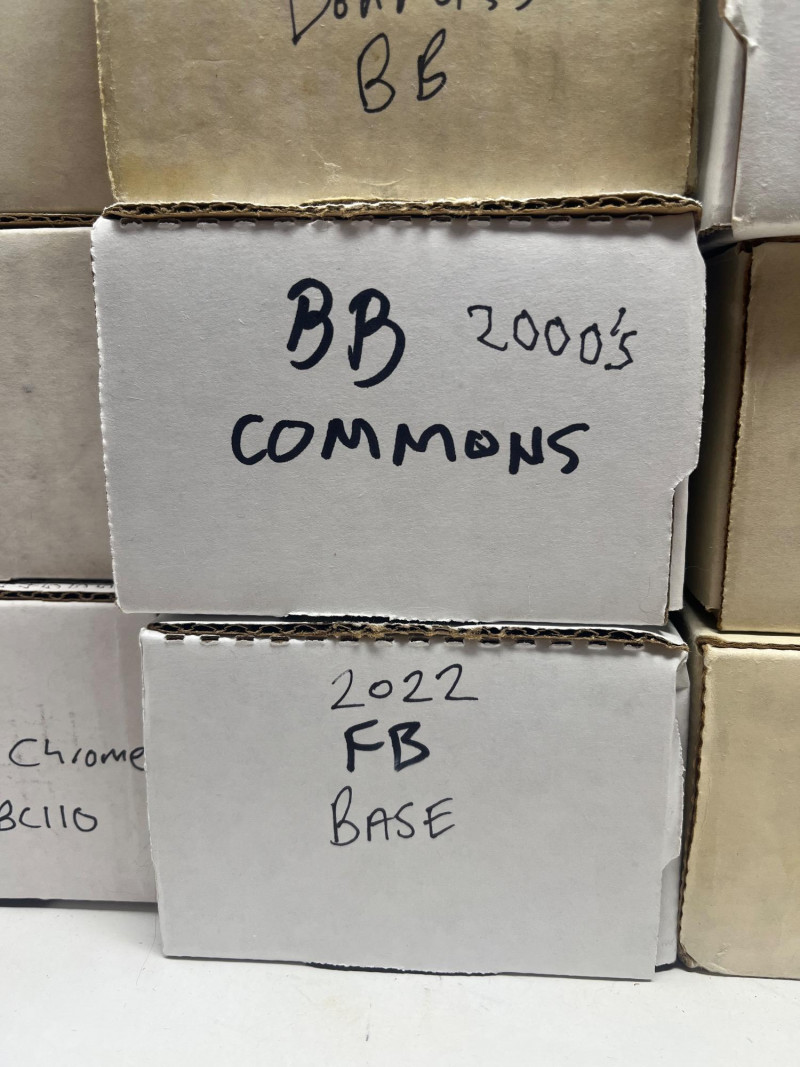 BB
BB 2000's
COMMONS
2022
FB
BASE
Chrome
BC110